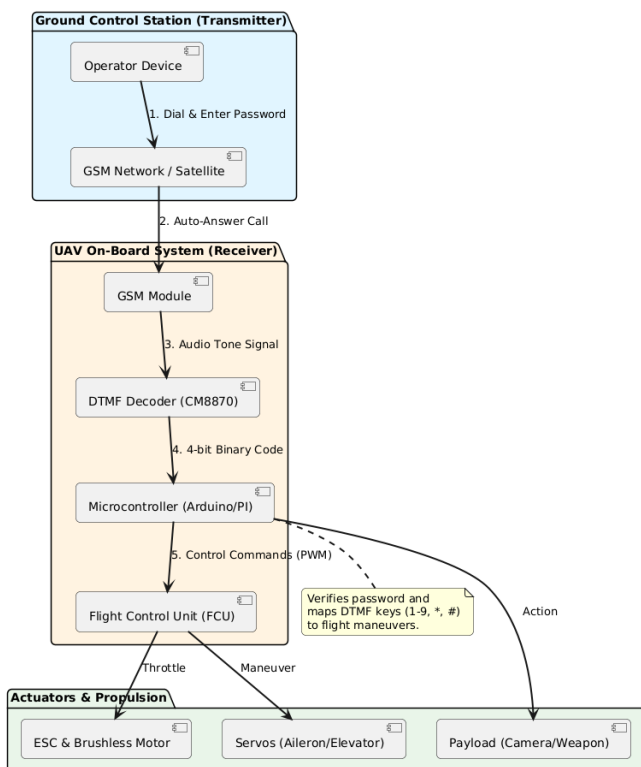 Ground Control Station (Transmitter)
Operator Device
1. Dial & Enter Password
GSM Network / Satellite
2. Auto-Answer Call
UAV On-Board System (Receiver)
GSM Module
3. Audio Tone Signal
DTMF Decoder (CM8870)
4. 4-bit Binary Code
Microcontroller (Arduino/PI)
5. Control Commands (PWM)
Verifies password and
maps DTMF keys (1-9, *, #)
to flight maneuvers.
Flight Control Unit (FCU)
Action
Throttle
Maneuver
Actuators & Propulsion
ESC & Brushless Motor
Servos (Aileron/Elevator)
Payload (Camera/Weapon)